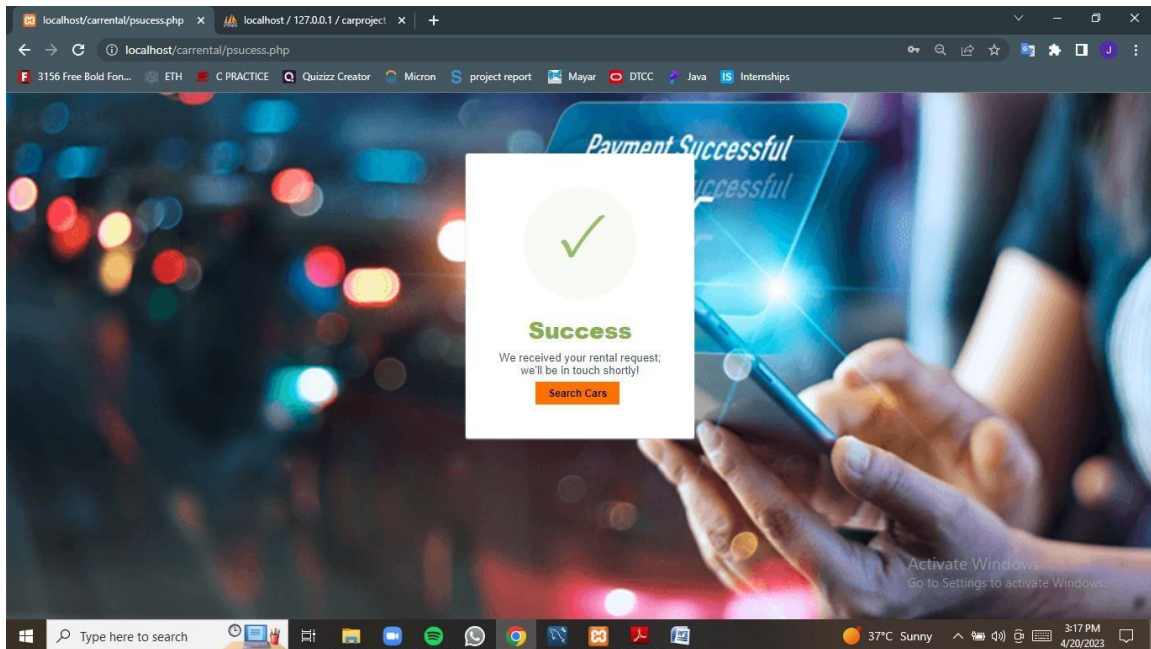 localhost/carrental/psucess.php
localhost / 127.0.0.1 / carproject
localhost/carrental/psucess.php
J
F 3156 Free Bold Fon... ETH C PRACTICE Q Quizizz Creator Micron S project report Mayar DTCC Java IS Internships
Payment Successful
uccessful
✓
Success
We received your rental request;
we'll be in touch shortly!
Search Cars
Activate Windows
Go to Settings to activate Windows.
Type here to search
37°C Sunny
3:17 PM
4/20/2023